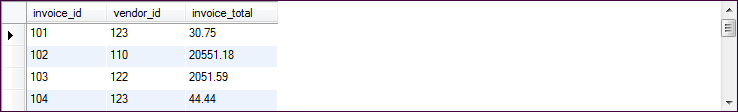 invoice_id vendor_id invoice_total
101 123 30.75
102 110 20551.18
103 122 2051.59
104 123 44.44